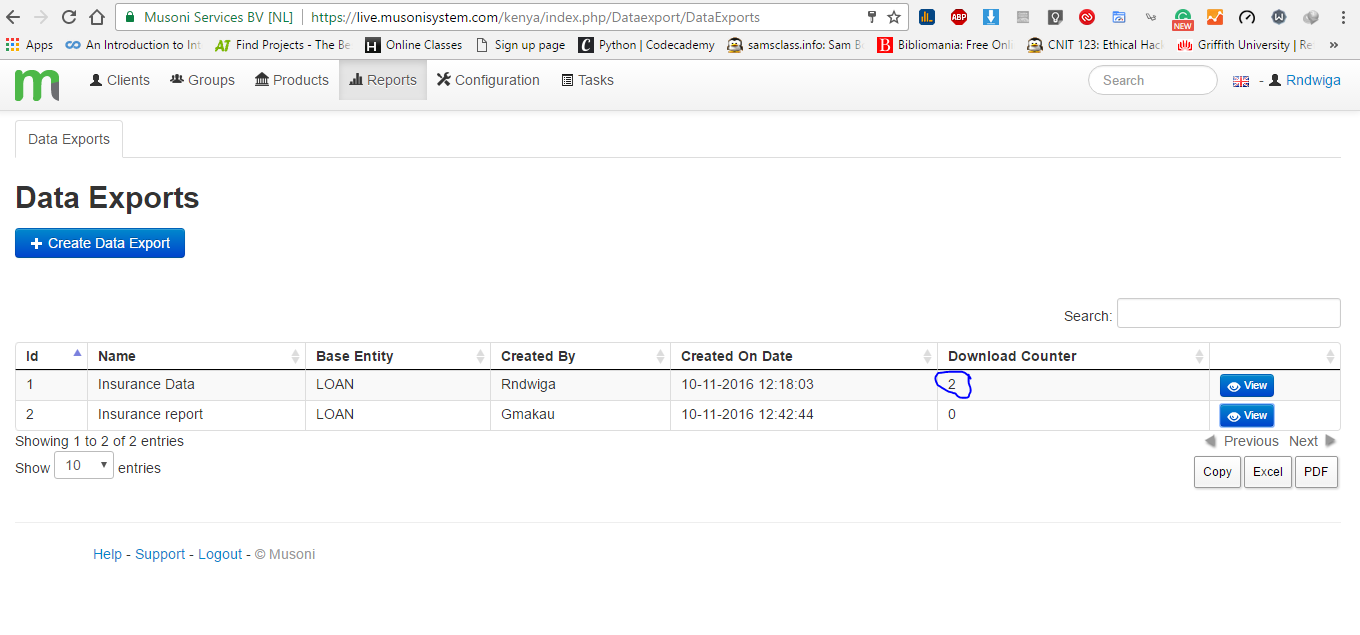 Musoni Services BV [NL] https://live.musonisystem.com/kenya/index.php/Dataexport/DataExports
ABP NEW
Apps An Introduction to Int AT Find Projects - The Be H Online Classes Sign up page C Python | Codecademy samsclass.info: Sam B Bibliomania: Free Onli CNIT 123: Ethical Hack Griffith University | Re »
m Clients Groups Products Reports Configuration Tasks Search - Rndwiga
Data Exports
Data Exports
+ Create Data Export
Search:
Id Name Base Entity Created By Created On Date Download Counter
1 Insurance Data LOAN Rndwiga 10-11-2016 12:18:03 2 View
2 Insurance report LOAN Gmakau 10-11-2016 12:42:44 0 View
Showing 1 to 2 of 2 entries Previous Next
Show 10 entries Copy Excel PDF
Help - Support - Logout - © Musoni